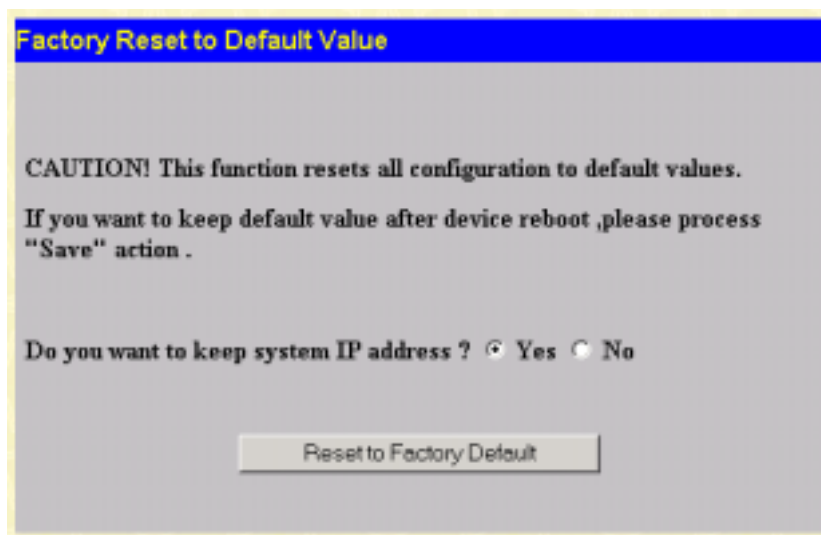 Factory Reset to Default Value
CAUTION! This function resets all configuration to default values.
If you want to keep default value after device reboot ,please process
"Save" action .
Do you want to keep system IP address ? Yes No
Reset to Factory Default